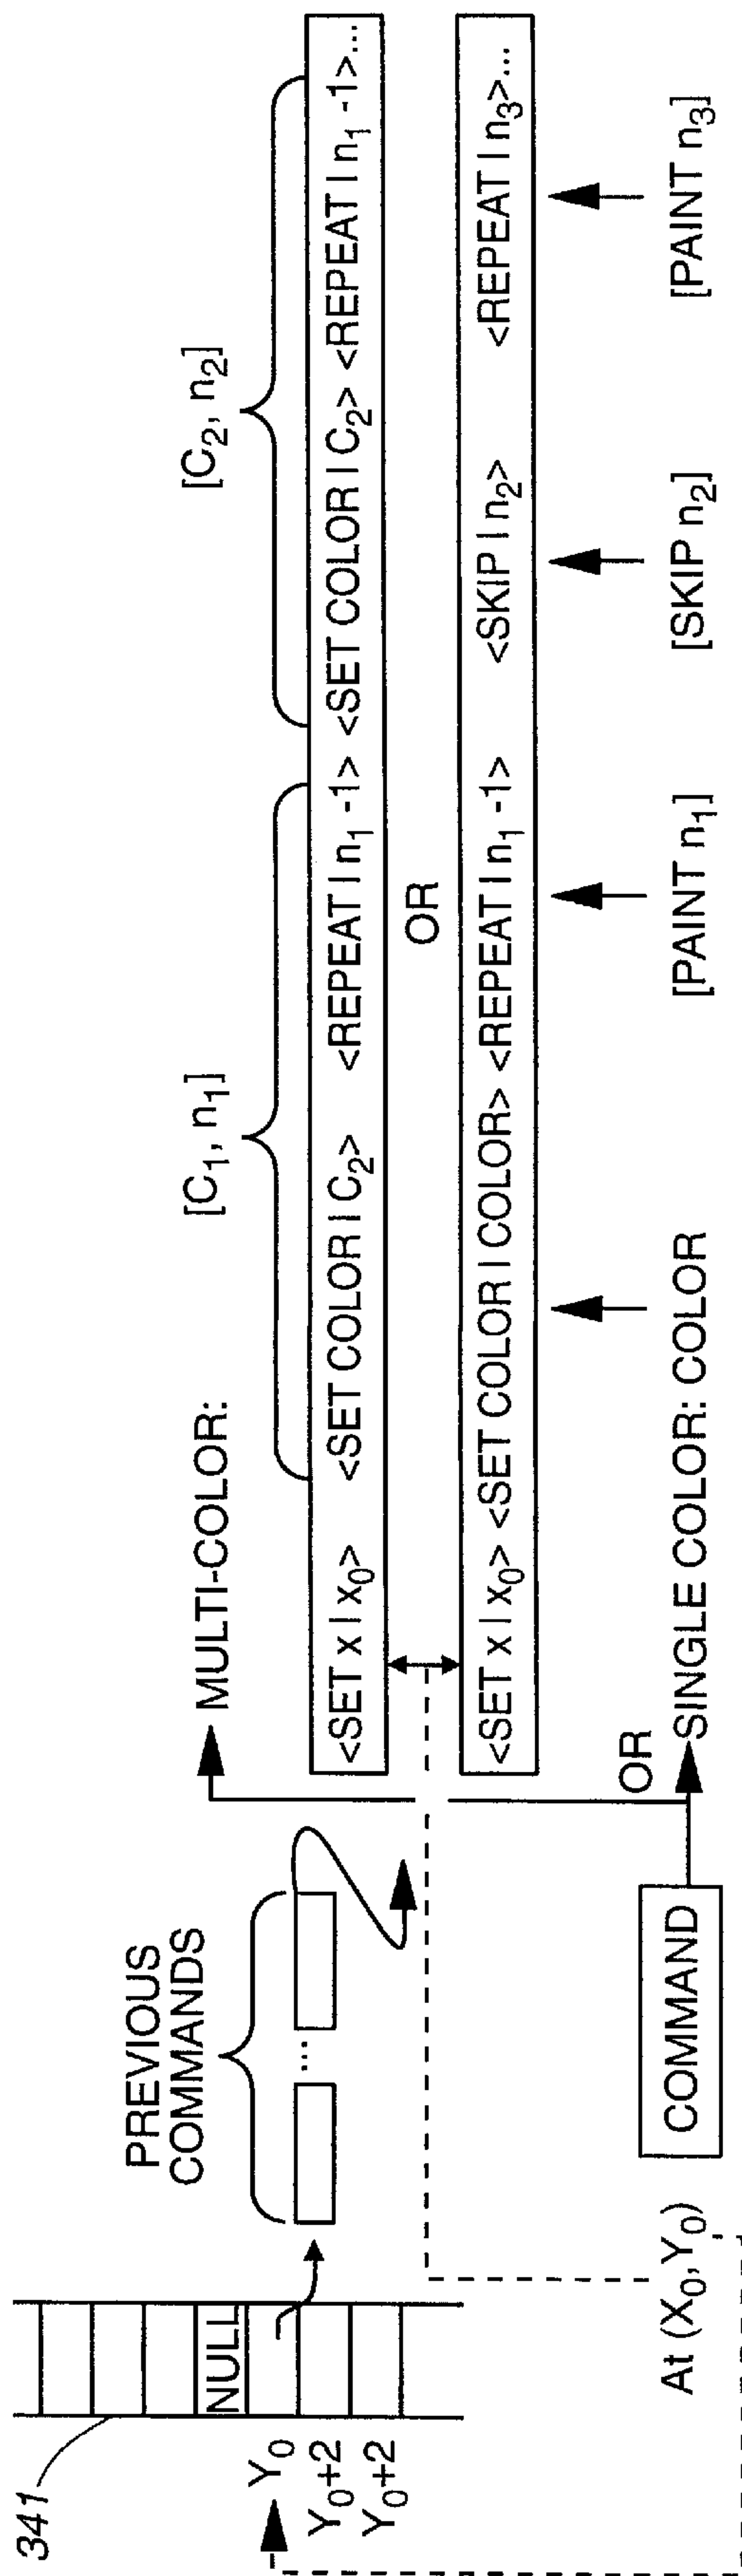 341
NULL
Y₀
Y₀+2
Y₀+2
PREVIOUS
COMMANDS
MULTI-COLOR:
[C₁, n₁]
[C₂, n₂]
<SET x | x₀> <SET COLOR | C₂> <REPEAT | n₁ -1> <SET COLOR | C₂> <REPEAT | n₁ -1>...
OR
<SET x | x₀> <SET COLOR | COLOR> <REPEAT | n₁ -1> <SKIP | n₂> <REPEAT | n₃>...
OR
At (X₀,Y₀)
COMMAND
SINGLE COLOR: COLOR
[PAINT n₁]
[SKIP n₂]
[PAINT n₃]